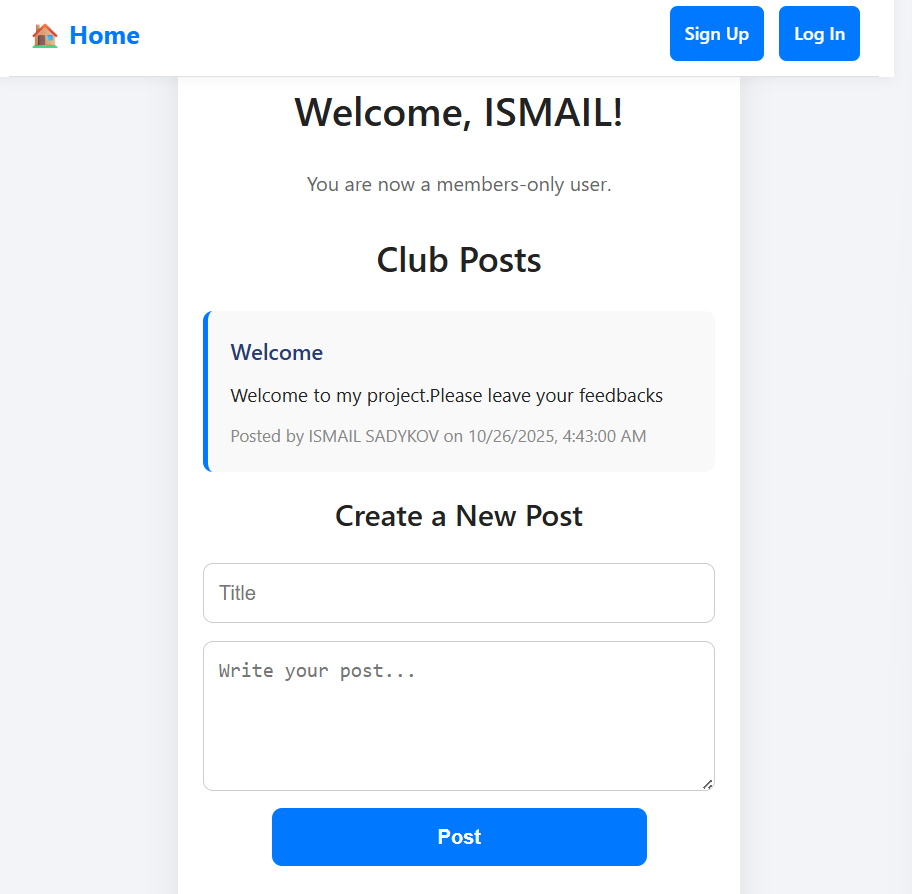 Home
Sign Up
Log In
Welcome, ISMAIL!
You are now a members-only user.
Club Posts
Welcome
Welcome to my project.Please leave your feedbacks
Posted by ISMAIL SADYKOV on 10/26/2025, 4:43:00 AM
Create a New Post
Title
Write your post...
Post